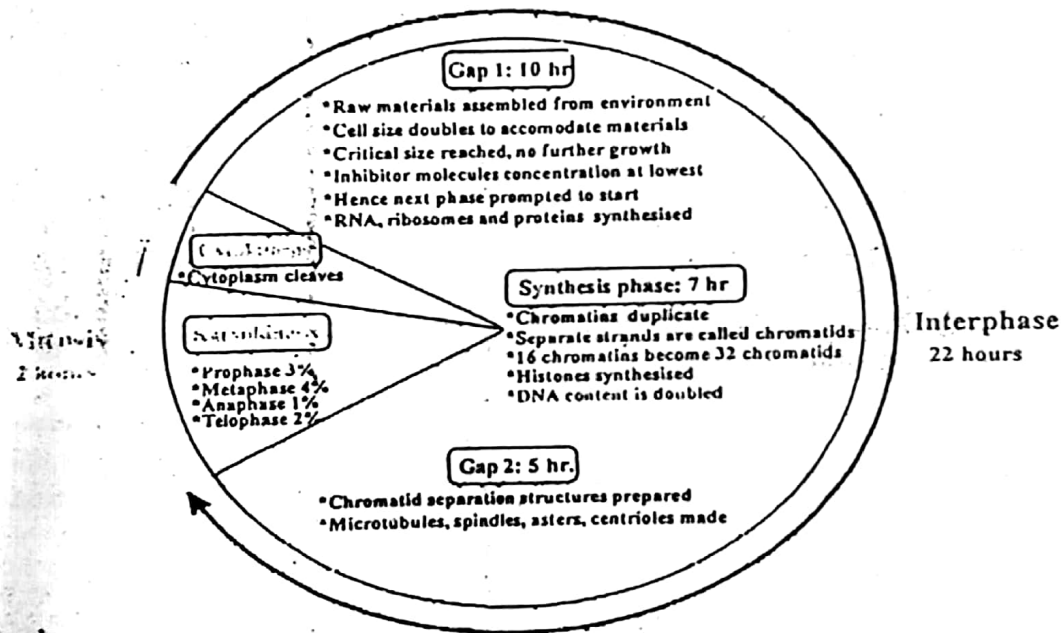 Gap 1: 10 hr
*Raw materials assembled from environment
*Cell size doubles to accomodate materials
*Critical size reached, no further growth
*Inhibitor molecules concentration at lowest
*Hence next phase prompted to start
*RNA, ribosomes and proteins synthesised
*Cytoplasm cleaves
Synthesis phase: 7 hr
*Chromatins duplicate
*Separate strands are called chromatids
*16 chromatins become 32 chromatids
*Histones synthesised
*DNA content is doubled
Interphase
22 hours
Mitosis
2 hours
*Prophase 3%
*Metaphase 4%
*Anaphase 1%
*Telophase 2%
Gap 2: 5 hr.
*Chromatid separation structures prepared
*Microtubules, spindles, asters, centrioles made